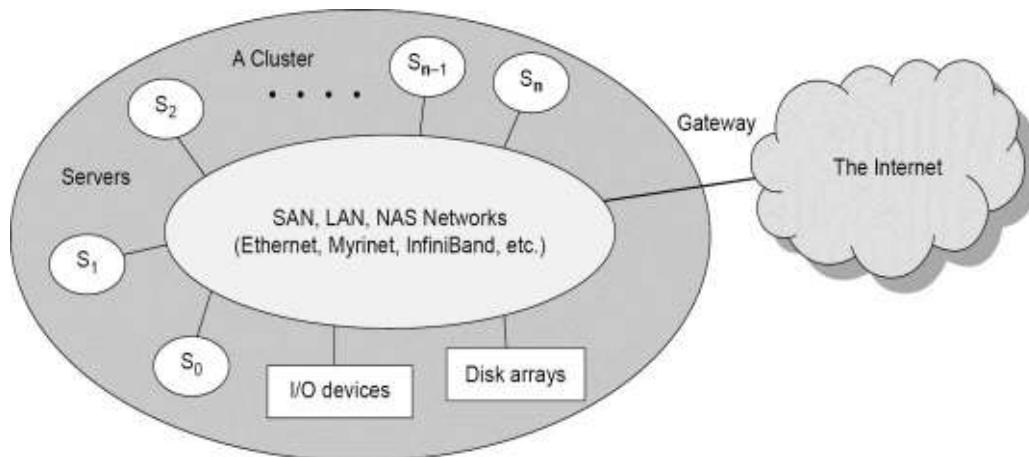 A Cluster
. . . .
S₀
S₁
S₂
Sₙ₋₁
Sₙ
Servers
SAN, LAN, NAS Networks
(Ethernet, Myrinet, InfiniBand, etc.)
I/O devices
Disk arrays
Gateway
The Internet